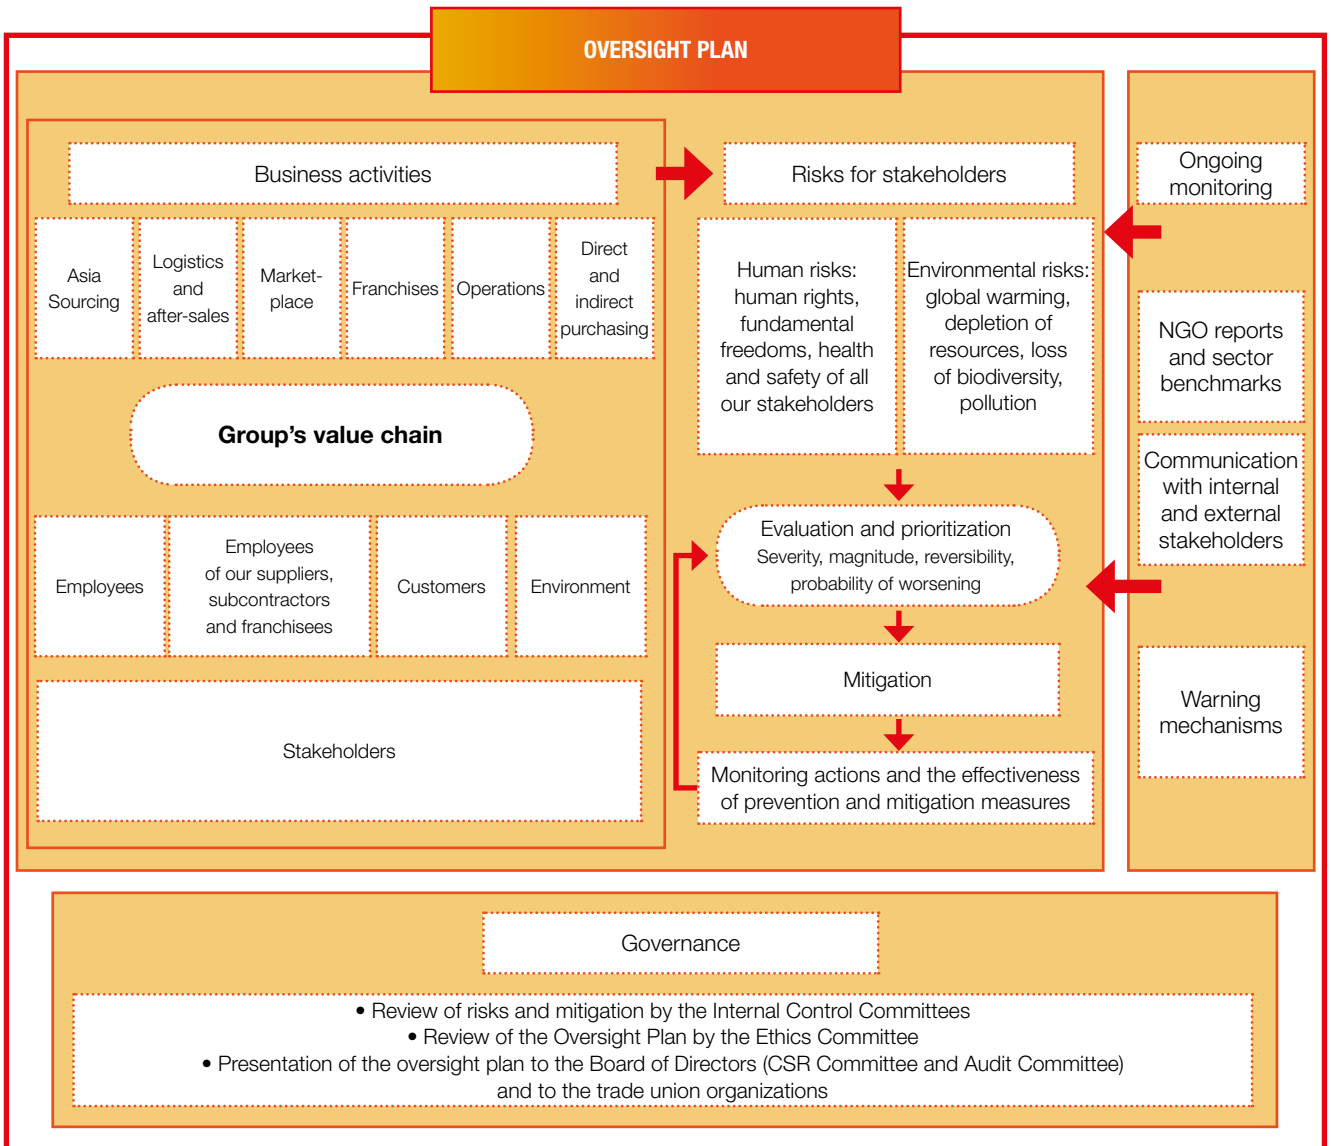 OVERSIGHT PLAN
Business activities
Asia
Sourcing
Logistics
and
after-sales
Market-
place
Franchises
Operations
Direct
and
indirect
purchasing
Group's value chain
Employees
Employees
of our suppliers,
subcontractors
and franchisees
Customers
Environment
Stakeholders
Risks for stakeholders
Human risks:
human rights,
fundamental
freedoms, health
and safety of all
our stakeholders
Environmental risks:
global warming,
depletion of
resources, loss
of biodiversity,
pollution
Evaluation and prioritization
Severity, magnitude, reversibility,
probability of worsening
Mitigation
Monitoring actions and the effectiveness
of prevention and mitigation measures
Ongoing
monitoring
NGO reports
and sector
benchmarks
Communication
with internal
and external
stakeholders
Warning
mechanisms
Governance
• Review of risks and mitigation by the Internal Control Committees
• Review of the Oversight Plan by the Ethics Committee
• Presentation of the oversight plan to the Board of Directors (CSR Committee and Audit Committee)
and to the trade union organizations